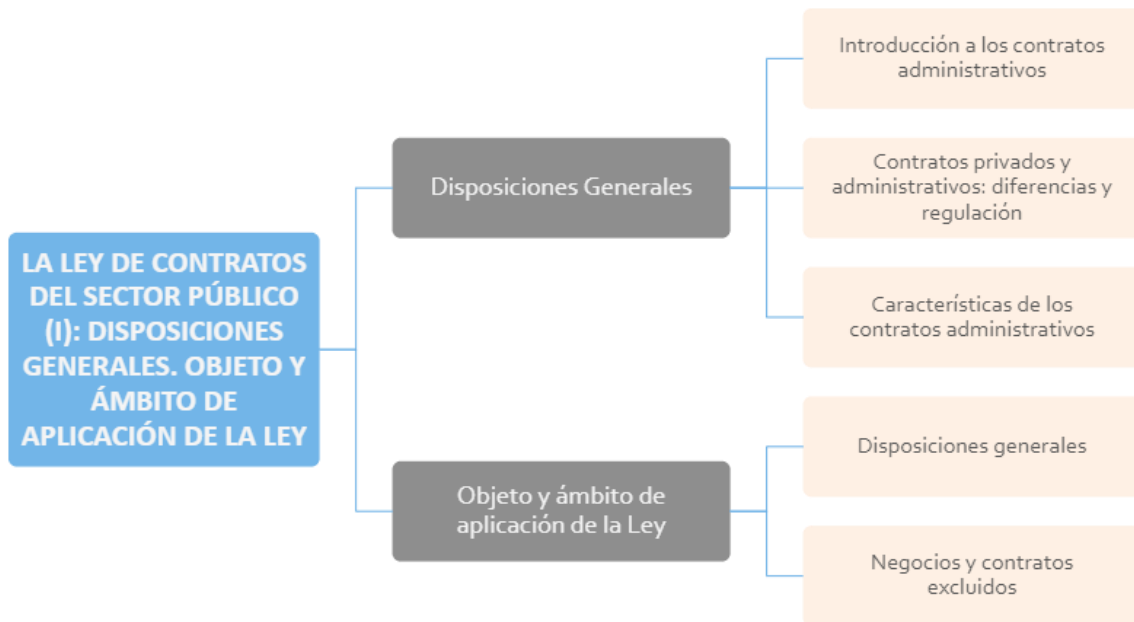 LA LEY DE CONTRATOS
DEL SECTOR PÚBLICO
(I): DISPOSICIONES
GENERALES. OBJETO Y
ÁMBITO DE
APLICACIÓN DE LA LEY
Disposiciones Generales
Introducción a los contratos
administrativos
Contratos privados y
administrativos: diferencias y
regulación
Características de los
contratos administrativos
Objeto y ámbito de
aplicación de la Ley
Disposiciones generales
Negocios y contratos
excluidos